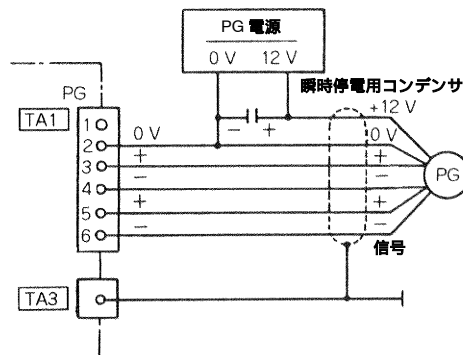 PG 電源
0 V 12 V
瞬時停電用コンデンサ
PG
+12 V
TA1
1
− +
2 0 V 0 V
3 + +
PG
4 − −
5 + +
6 − −
信号
TA3